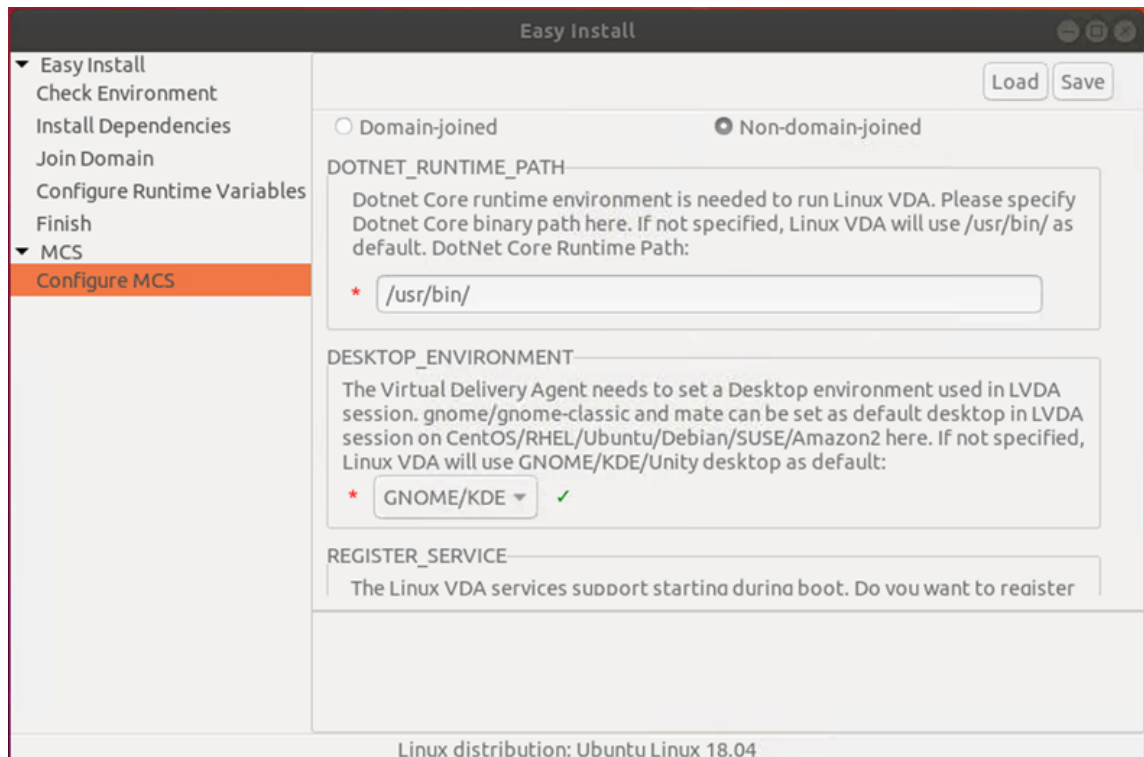 Easy Install
Easy Install
Check Environment
Install Dependencies
Join Domain
Configure Runtime Variables
Finish
MCS
Configure MCS
Load Save
Domain-joined Non-domain-joined
DOTNET_RUNTIME_PATH
Dotnet Core runtime environment is needed to run Linux VDA. Please specify
Dotnet Core binary path here. If not specified, Linux VDA will use /usr/bin/ as
default. DotNet Core Runtime Path:
* /usr/bin/
DESKTOP_ENVIRONMENT
The Virtual Delivery Agent needs to set a Desktop environment used in LVDA
session. gnome/gnome-classic and mate can be set as default desktop in LVDA
session on CentOS/RHEL/Ubuntu/Debian/SUSE/Amazon2 here. If not specified,
Linux VDA will use GNOME/KDE/Unity desktop as default:
* GNOME/KDE ✓
REGISTER_SERVICE
The Linux VDA services support starting during boot. Do you want to register
Linux distribution: Ubuntu Linux 18.04